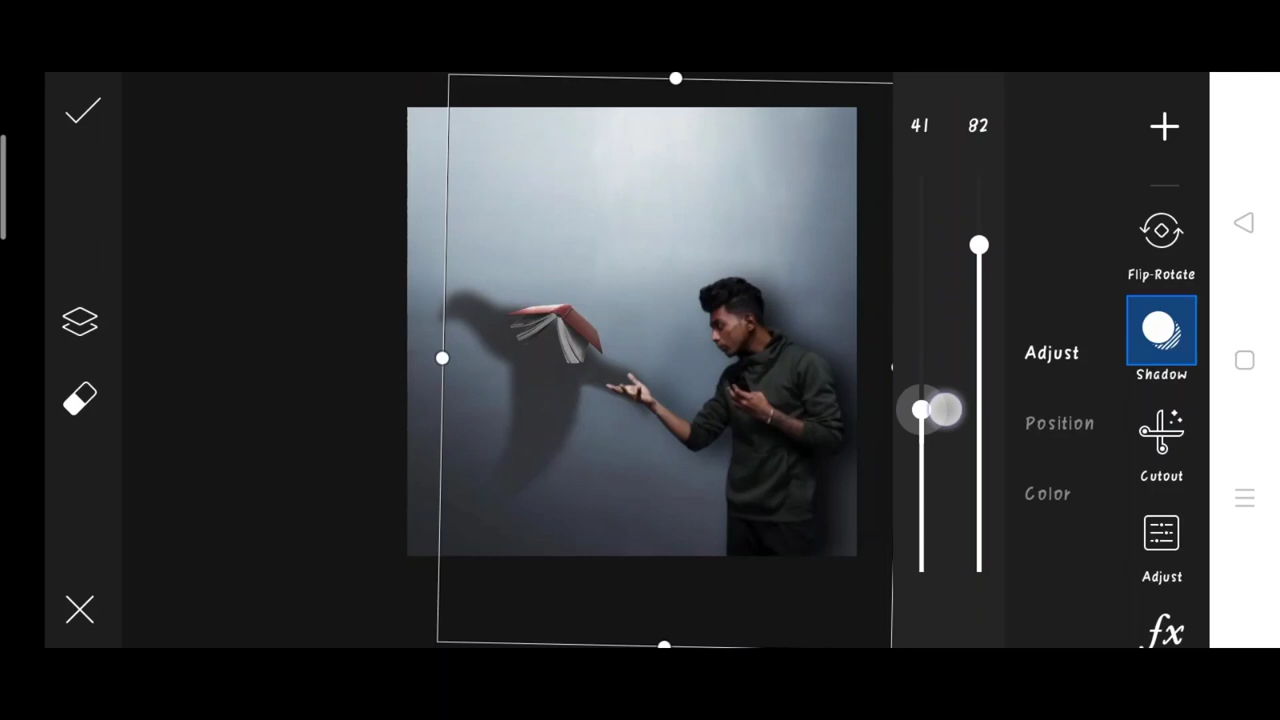 41 82
Flip-Rotate
Adjust
Shadow
Position
Cutout
Color
Adjust
fx